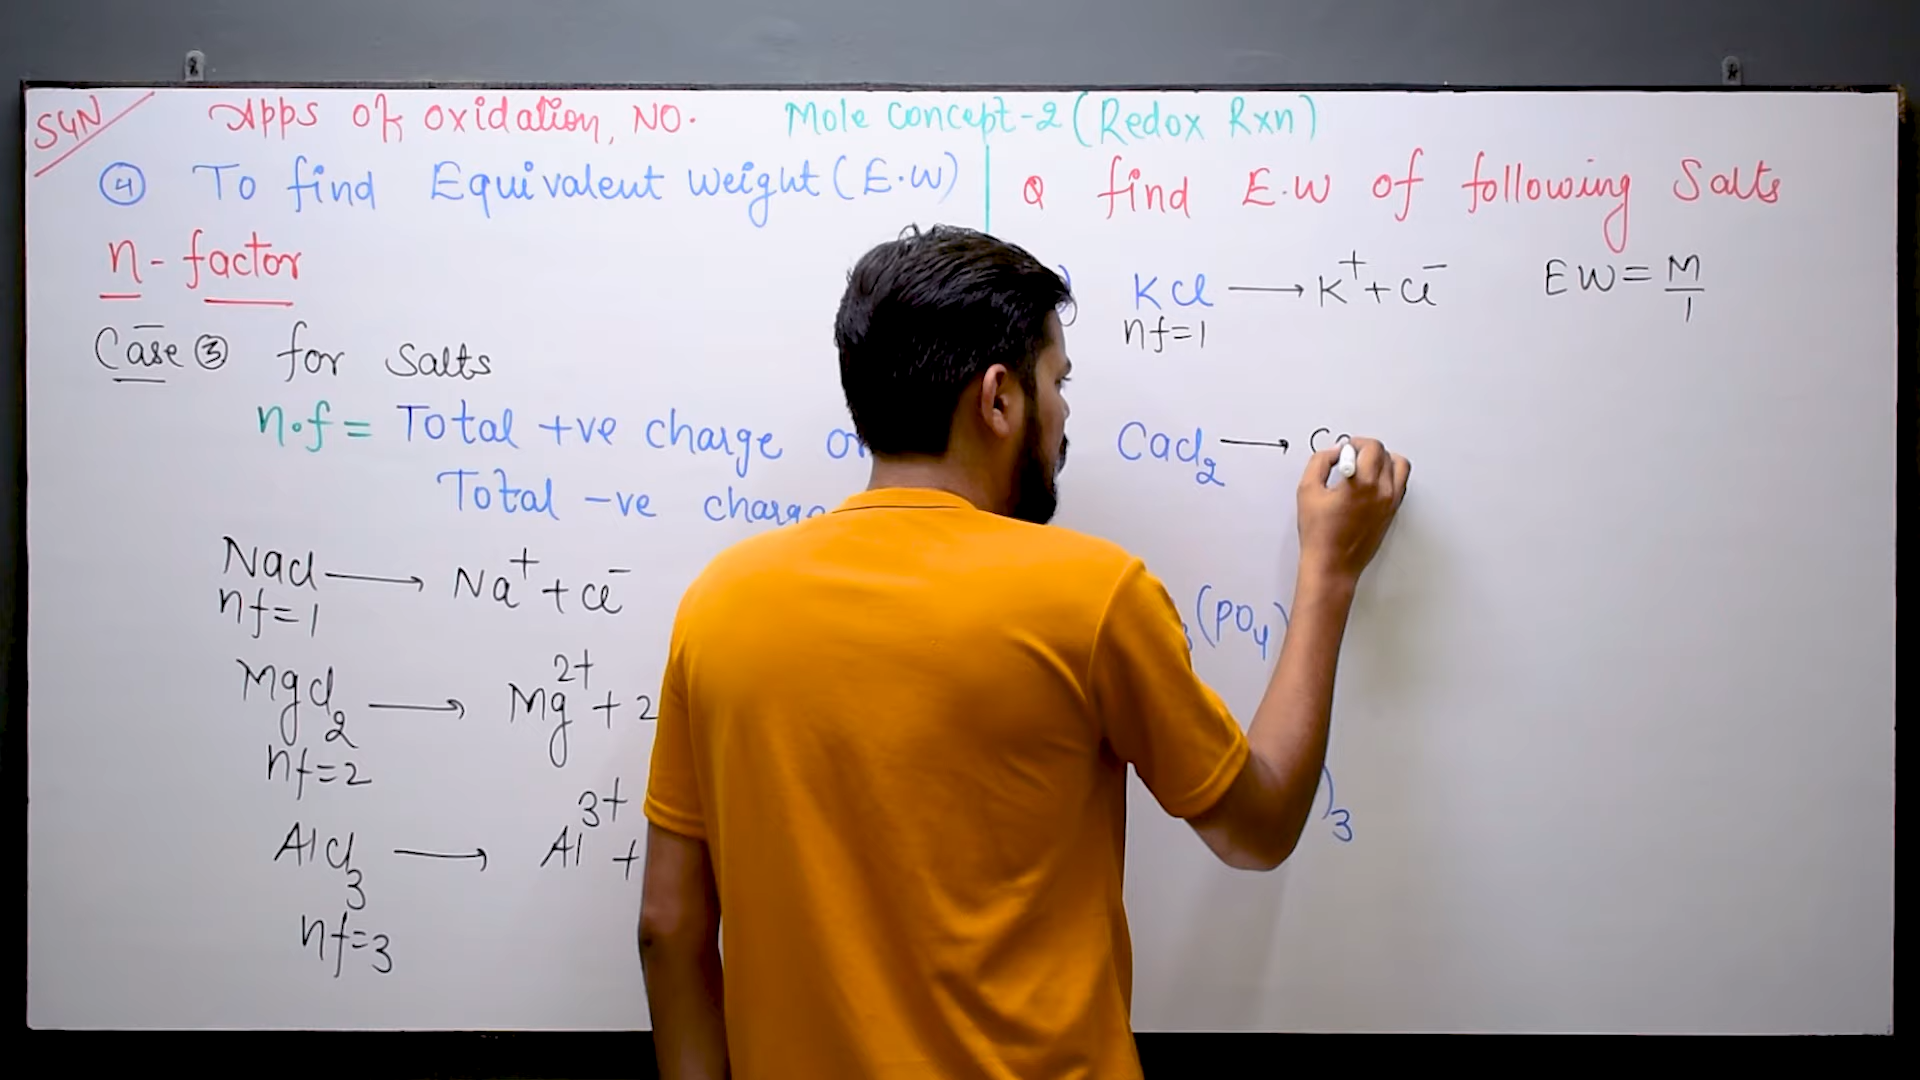 SGN
Apps of oxidation NO.
Mole Concept-2 (Redox Rxn)
④ To find Equivalent weight (E.W)
n-factor
Case ③ for Salts
n.f = Total +ve charge or
Total -ve charge
NaCl → Na⁺ + Cl⁻
nf=1
MgCl₂ → Mg²⁺ + 2
nf=2
AlCl₃ → Al³⁺ +
nf=3
Q find E.W of following Salts
KCl → K⁺ + Cl⁻ EW = M/1
nf=1
CaCl₂ → Ca
(PO₄)
)₃